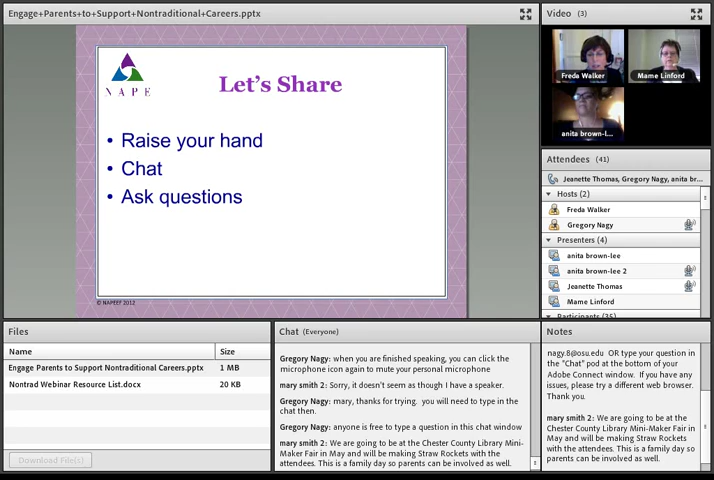 Engage+Parents+to+Support+Nontraditional+Careers.pptx
NAPE
Let's Share
• Raise your hand
• Chat
• Ask questions
© NAPEEF 2012
Video (3)
Freda Walker
Mame Linford
anita brown-l...
Attendees (41)
Jeanette Thomas, Gregory Nagy, anita br...
Hosts (2)
Freda Walker
Gregory Nagy
Presenters (4)
anita brown-lee
anita brown-lee 2
Jeanette Thomas
Mame Linford
Participants (35)
Files
Name Size
Engage Parents to Support Nontraditional Careers.pptx 1 MB
Nontrad Webinar Resource List.docx 20 KB
Download File(s)
Chat (Everyone)
Gregory Nagy: when you are finished speaking, you can click the
microphone icon again to mute your personal microphone
mary smith 2: Sorry, it doesn't seem as though I have a speaker.
Gregory Nagy: mary, thanks for trying. you will need to type in the
chat then.
Gregory Nagy: anyone is free to type a question in this chat window
mary smith 2: We are going to be at the Chester County Library Mini-
Maker Fair in May and will be making Straw Rockets with the
attendees. This is a family day so parents can be involved as well.
Notes
nagy.8@osu.edu OR type your question in
the "Chat" pod at the bottom of your
Adobe Connect window. If you have any
issues, please try a different web browser.
Thank you.
mary smith 2: We are going to be at the
Chester County Library Mini-Maker Fair in
May and will be making Straw Rockets
with the attendees. This is a family day so
parents can be involved as well.